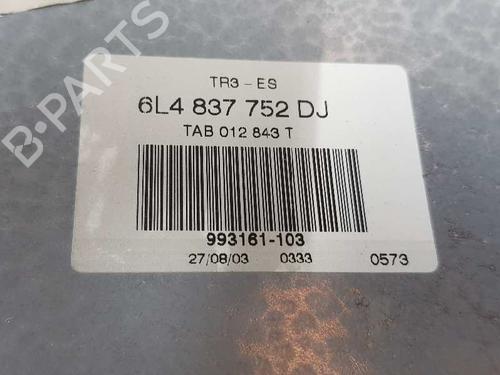 B-PARTS
TR3-ES
6L4 837 752 DJ
TAB 012 843 T
993161-103
27/08/03 0333 0573